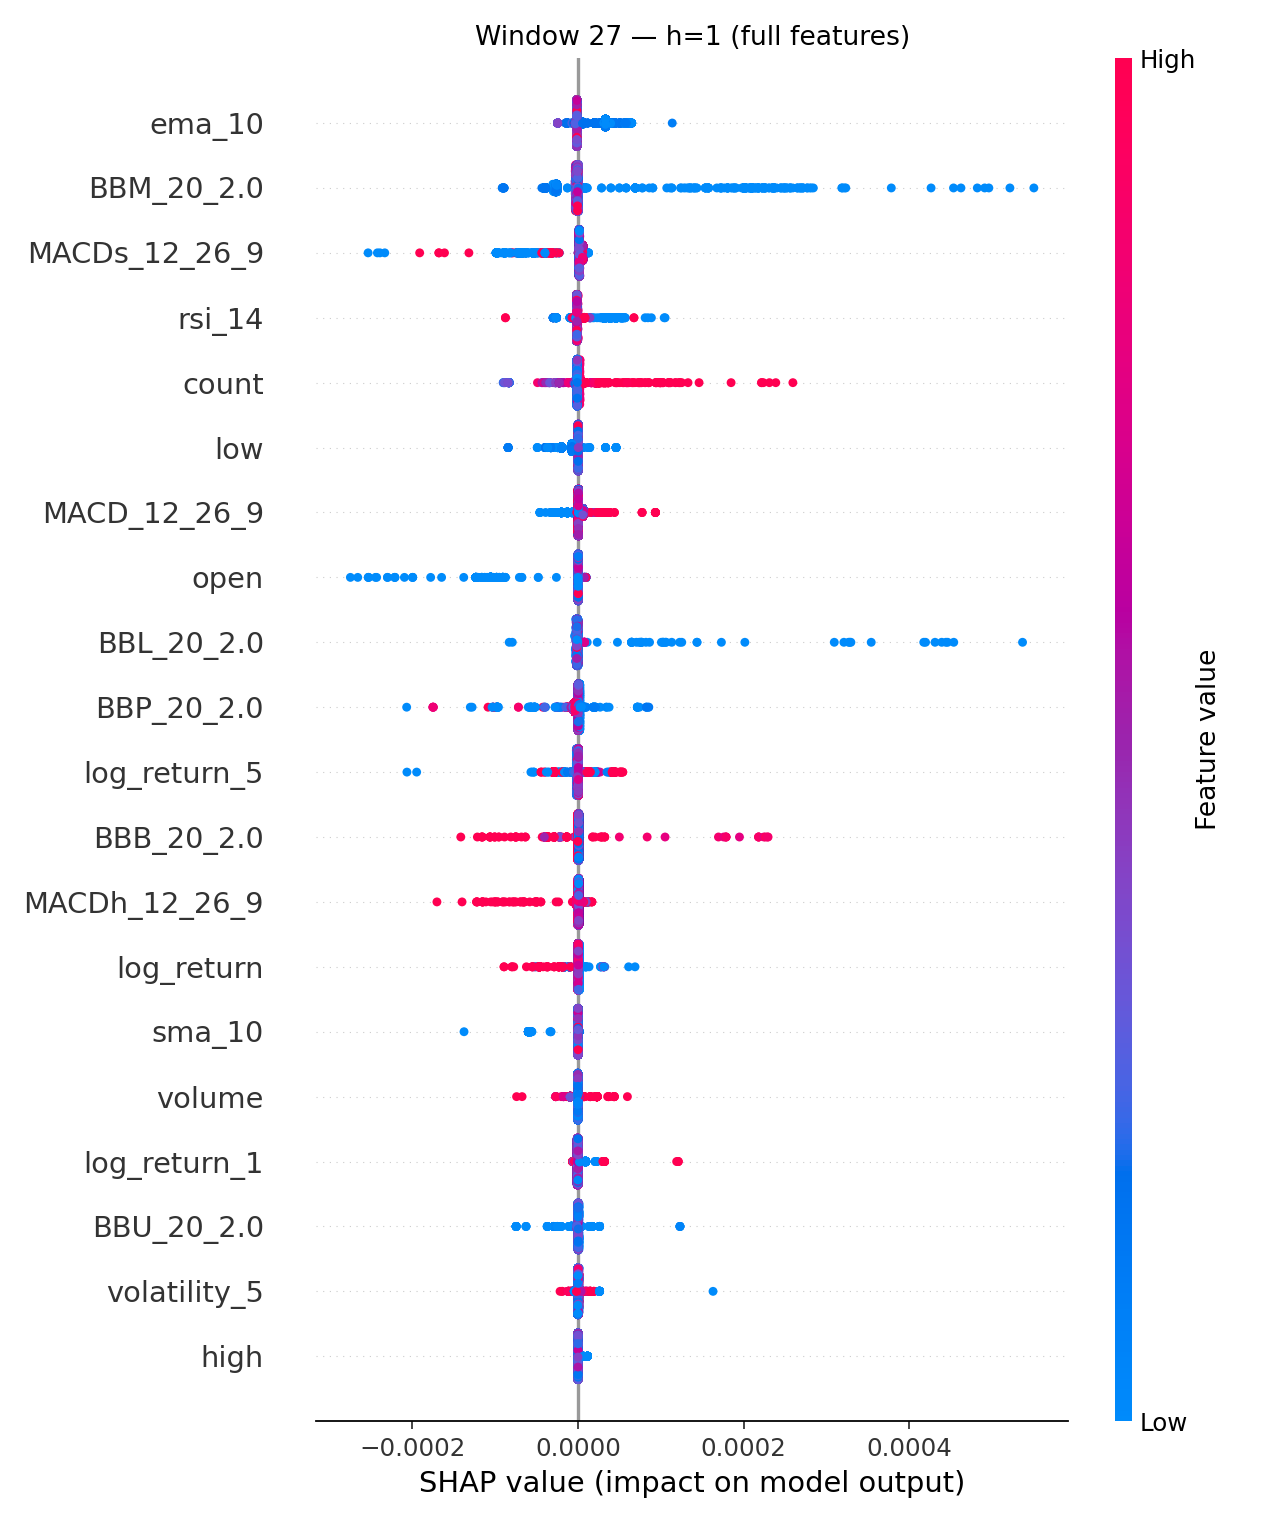 Window 27 — h=1 (full features)
High
ema_10
BBM_20_2.0
MACDs_12_26_9
rsi_14
count
low
MACD_12_26_9
open
BBL_20_2.0
BBP_20_2.0
log_return_5
BBB_20_2.0
MACDh_12_26_9
log_return
sma_10
volume
log_return_1
BBU_20_2.0
volatility_5
high
Feature value
Low
−0.0002 0.0000 0.0002 0.0004
SHAP value (impact on model output)